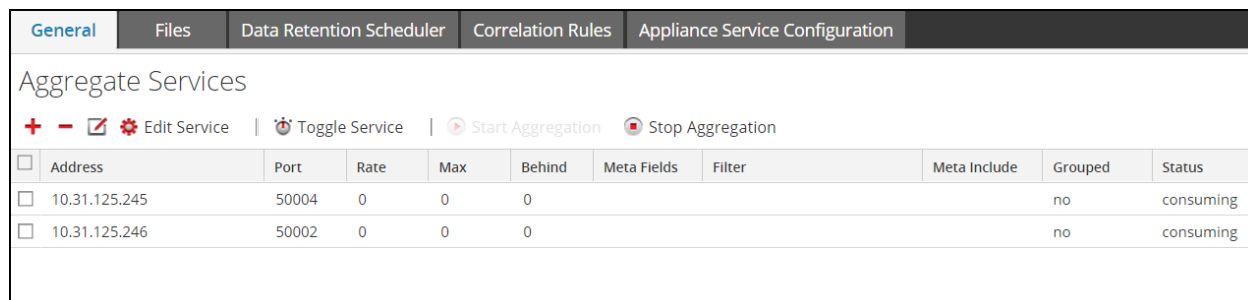 General Files Data Retention Scheduler Correlation Rules Appliance Service Configuration
Aggregate Services
Edit Service | Toggle Service | Start Aggregation Stop Aggregation
Address Port Rate Max Behind Meta Fields Filter Meta Include Grouped Status
10.31.125.245 50004 0 0 0 no consuming
10.31.125.246 50002 0 0 0 no consuming